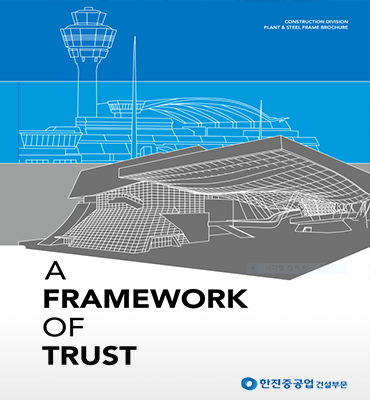 CONSTRUCTION DIVISION
PLANT & STEEL FRAME BROCHURE
A
FRAMEWORK
OF
TRUST
한진중공업 건설부문